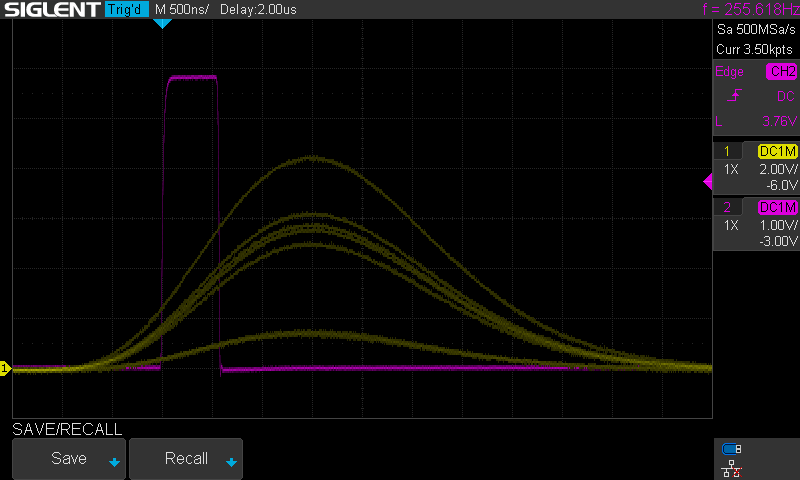 SIGLENT Trig'd M 500ns/ Delay:2.00us f = 255.618Hz
Sa 500MSa/s
Curr 3.50kpts
Edge CH2
DC
L 3.76V
1 DC1M
1X 2.00V/
-6.0V
2 DC1M
1X 1.00V/
-3.00V
1
SAVE/RECALL
Save Recall